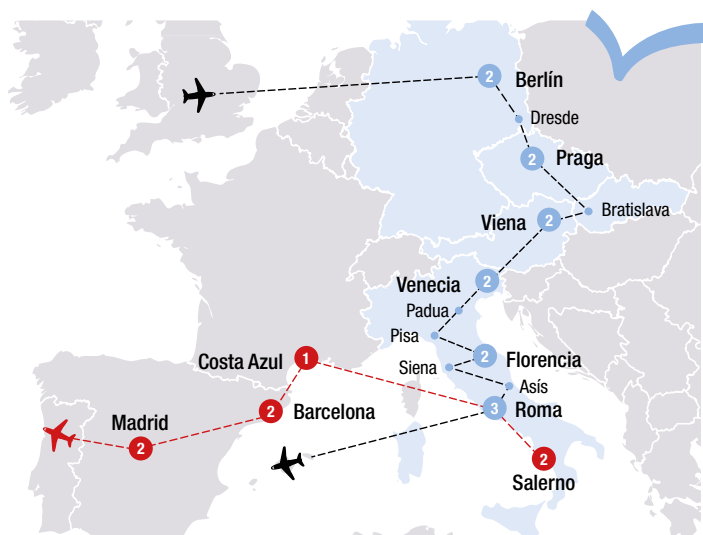 2
Berlín
Dresde
2
Praga
Bratislava
Viena
2
Venecia
2
Padua
Pisa
Costa Azul
1
Siena
2
Florencia
Asís
Madrid
2
2
Barcelona
3
Roma
2
Salerno